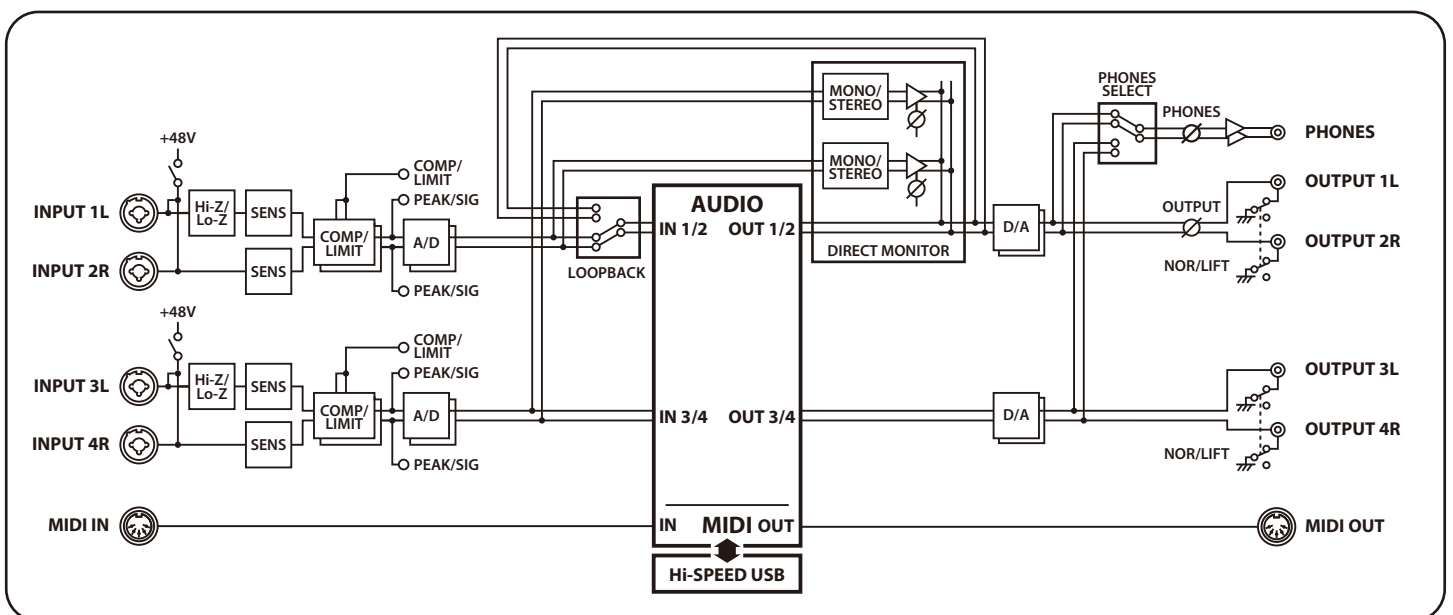 PHONES
SELECT
MONO/
STEREO
PHONES
PHONES
+48V
COMP/
LIMIT
MONO/
STEREO
OUTPUT 1L
PEAK/SIG
AUDIO
INPUT 1L
Hi-Z/
Lo-Z
SENS
OUTPUT
COMP/
LIMIT
A/D
IN 1/2
OUT 1/2
D/A
OUTPUT 2R
DIRECT MONITOR
INPUT 2R
SENS
LOOPBACK
NOR/LIFT
PEAK/SIG
+48V
COMP/
LIMIT
OUTPUT 3L
PEAK/SIG
INPUT 3L
Hi-Z/
Lo-Z
SENS
COMP/
LIMIT
A/D
IN 3/4
OUT 3/4
D/A
OUTPUT 4R
INPUT 4R
SENS
NOR/LIFT
PEAK/SIG
MIDI IN
IN
MIDI OUT
MIDI OUT
Hi-SPEED USB